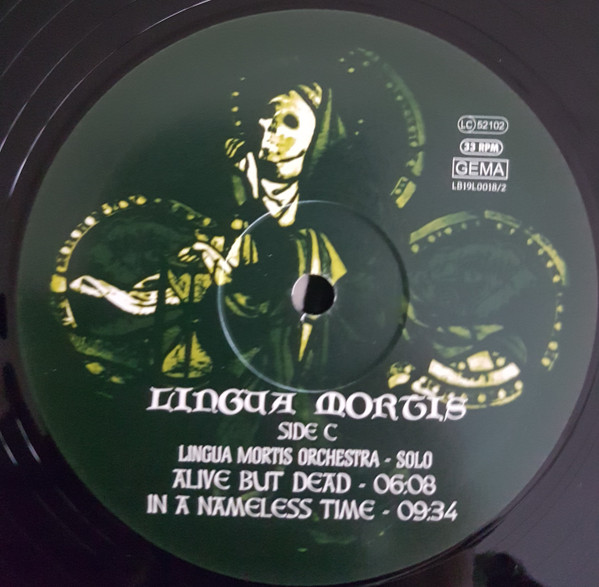 LC 52102
33 RPM
GEMA
LB19L0018/2
LINGUA MORTIS
SIDE C
LINGUA MORTIS ORCHESTRA - SOLO
ALIVE BUT DEAD - 06:08
IN A NAMELESS TIME - 09:34